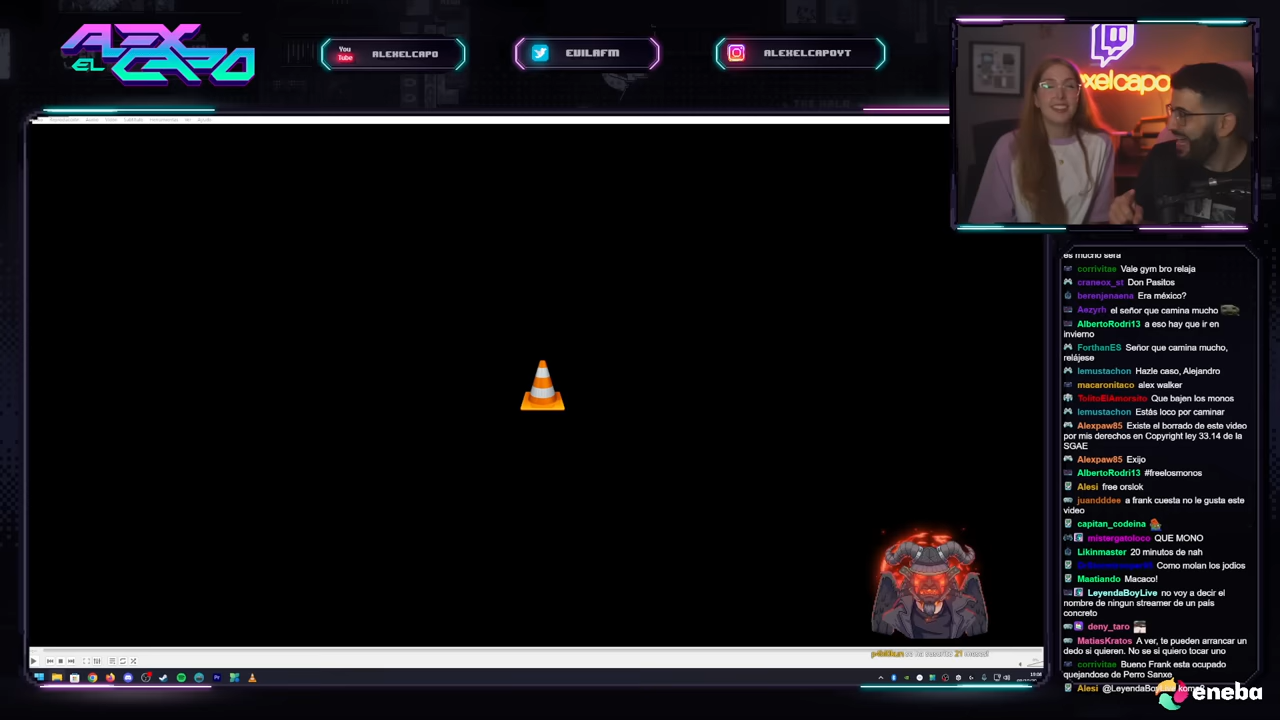 ALEX
EL CAPO
You
Tube
ALEXELCAPO
EVILAFM
ALEXELCAPOYT
xelcapo
es mucho sera
corrivitae Vale gym bro relaja
craneox_st Don Pasitos
berenjenaena Era méxico?
Aezyrh el señor que camina mucho
AlbertoRodri13 a eso hay que ir en
invierno
ForthanES Señor que camina mucho,
relájese
lemustachon Hazle caso, Alejandro
macaronitaco alex walker
TolitoElAmorsito Que bajen los monos
lemustachon Estás loco por caminar
Alexpaw85 Existe el borrado de este video
por mis derechos en Copyright ley 33.14 de la
SGAE
Alexpaw85 Exijo
AlbertoRodri13 #freelosmonos
Alesi free orslok
juandddee a frank cuesta no le gusta este
video
capitan_codeina
mistergatoloco QUE MONO
Likinmaster 20 minutos de nah
Como molan los jodios
Maatiando Macaco!
LeyendaBoyLive no voy a decir el
nombre de ningun streamer de un país
concreto
deny_taro
MatiasKratos A ver, te pueden arrancar un
dedo si quieren. No se si quiero tocar uno
corrivitae Bueno Frank esta ocupado
quejandose de Perro Sanxe
Alesi @LeyendaBoyLive
eneba